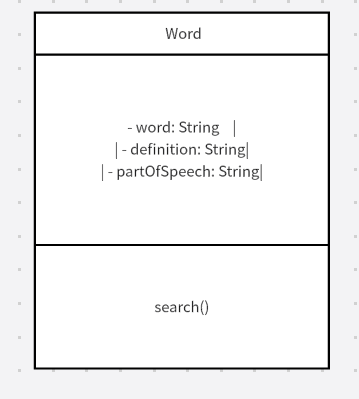 Word
- word: String |
| - definition: String|
| - partOfSpeech: String|
search()